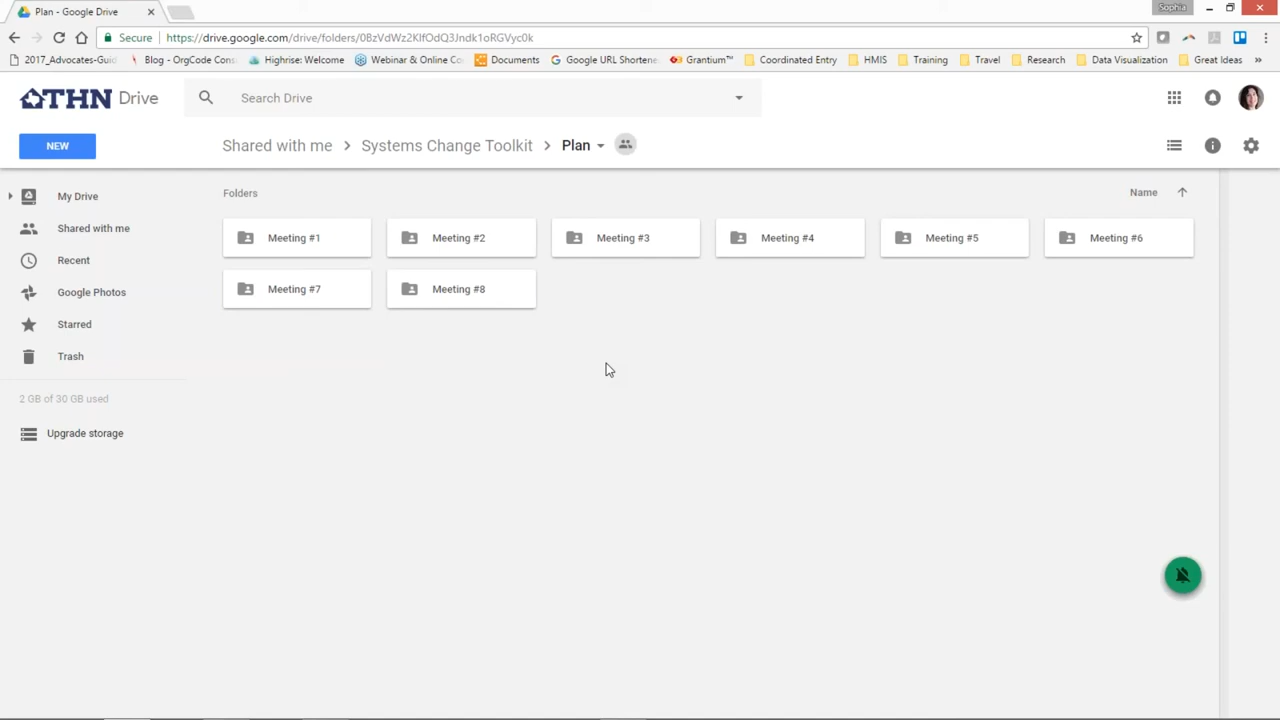 Plan - Google Drive
Sophia
Secure
https://drive.google.com/drive/folders/0BzVdWz2KlfOdQ3Jndk1oRGVyc0k
2017_Advocates-Guid
Blog - OrgCode Cons
Highrise: Welcome
Webinar & Online Co
Documents
Google URL Shortene
Grantium™
Coordinated Entry
HMIS
Training
Travel
Research
Data Visualization
Great Ideas
THN Drive
Search Drive
NEW
Shared with me > Systems Change Toolkit > Plan
My Drive
Shared with me
Recent
Google Photos
Starred
Trash
2 GB of 30 GB used
Upgrade storage
Folders
Name
Meeting #1
Meeting #2
Meeting #3
Meeting #4
Meeting #5
Meeting #6
Meeting #7
Meeting #8